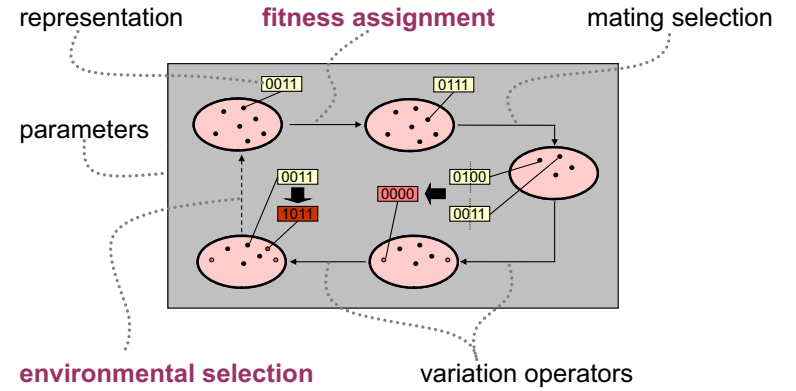 representation
fitness assignment
mating selection
0011
0111
parameters
0011
0100
0000
1011
0011
environmental selection
variation operators